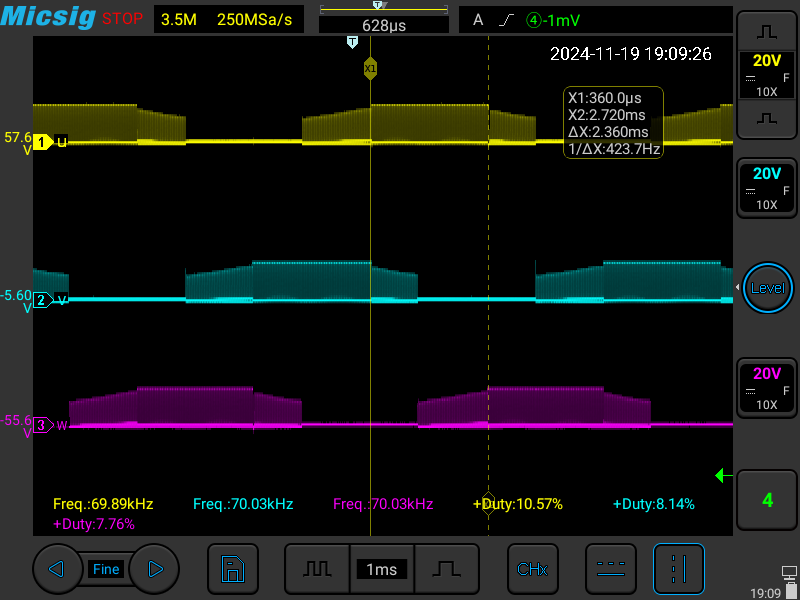 Micsig STOP 3.5M 250MSa/s 628µs A 4 -1mV
T
T
2024-11-19 19:09:26
X1
X1:360.0µs
X2:2.720ms
ΔX:2.360ms
1/ΔX:423.7Hz
57.6
V
1 U
-5.60
V
2 V
-55.6
V
3 W
20V
F
10X
20V
F
10X
Level
20V
F
10X
4
Freq.:69.89kHz Freq.:70.03kHz Freq.:70.03kHz +Duty:10.57% +Duty:8.14%
+Duty:7.76%
Fine 1ms CHx
19:09